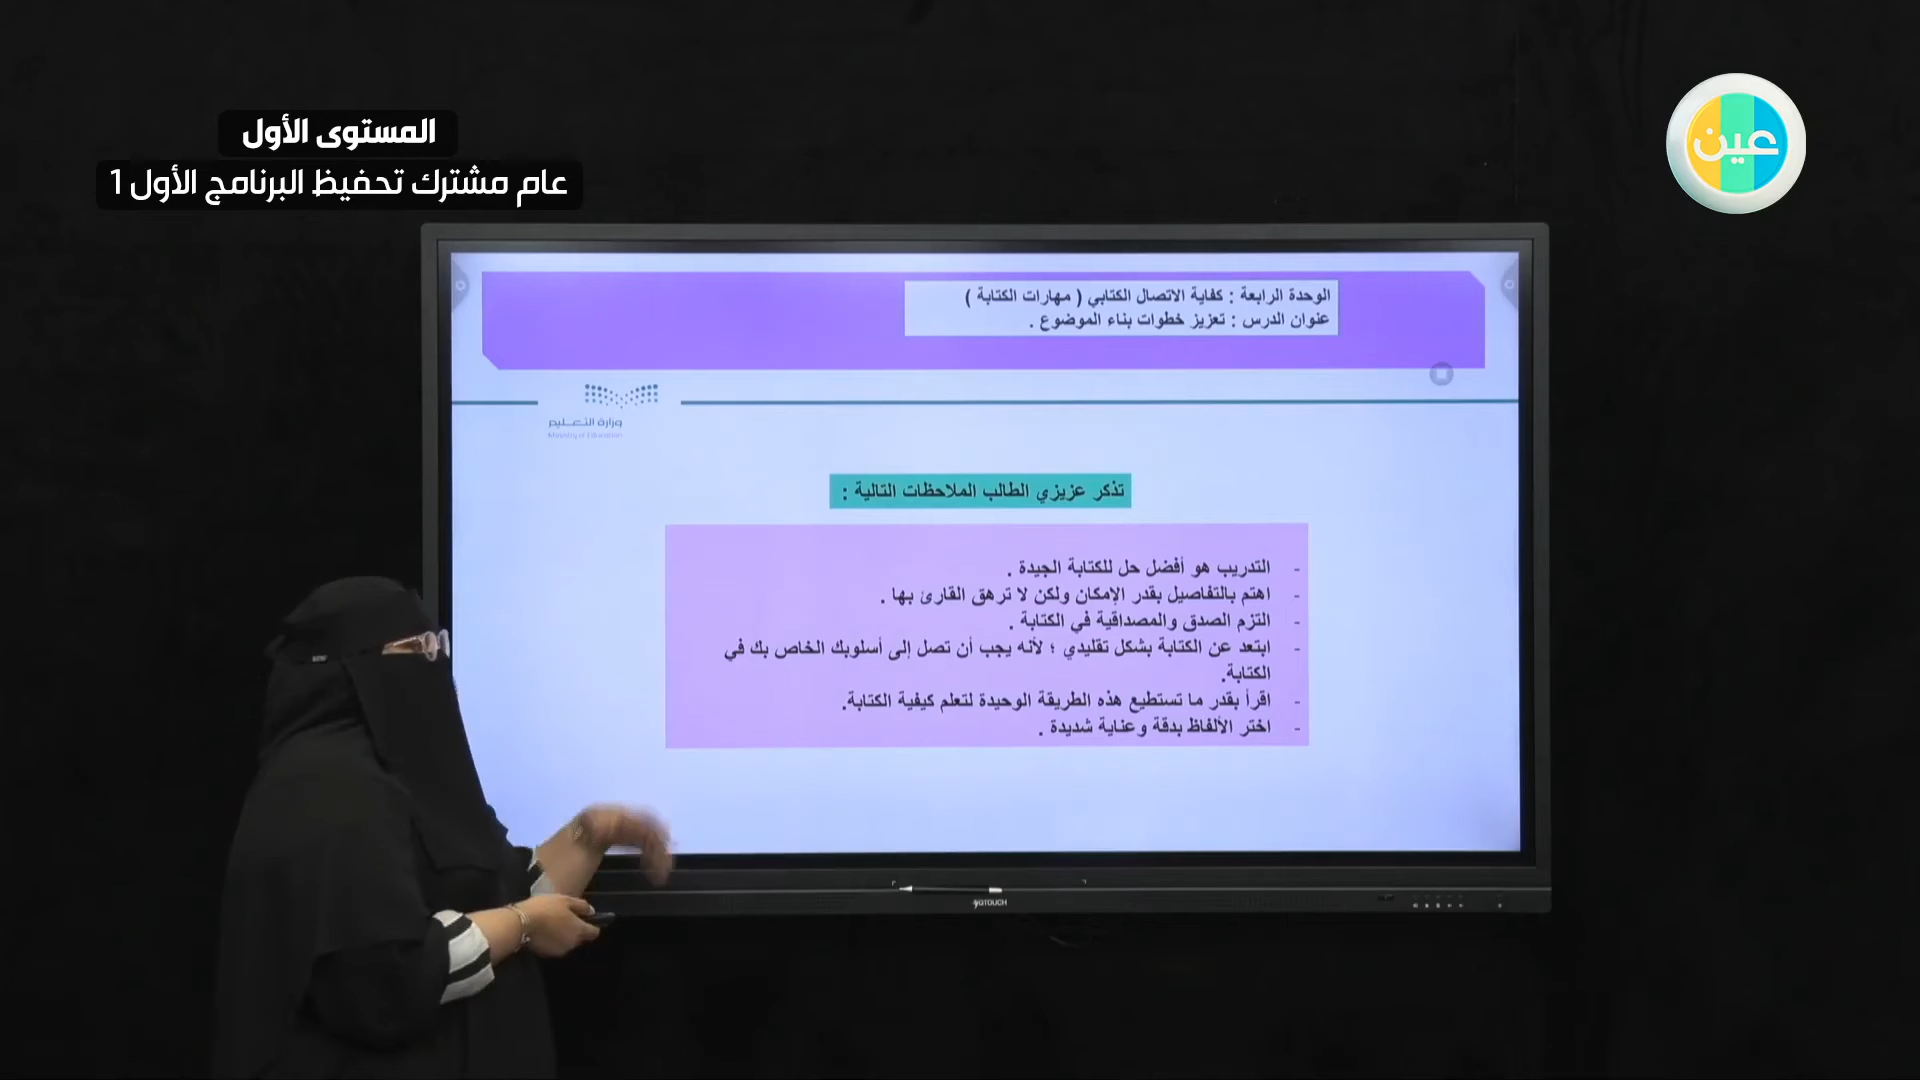 المستوى الأول
عام مشترك تحفيظ البرنامج الأول 1
عين
الوحدة الرابعة : كفاية الاتصال الكتابي ( مهارات الكتابة )
عنوان الدرس : تعزيز خطوات بناء الموضوع .
وزارة التعليم
Ministry of Education
تذكر عزيزي الطالب الملاحظات التالية :
- التدريب هو أفضل حل للكتابة الجيدة .
- اهتم بالتفاصيل بقدر الإمكان ولكن لا ترهق القارئ بها .
- التزم الصدق والمصداقية في الكتابة .
- ابتعد عن الكتابة بشكل تقليدي ؛ لأنه يجب أن تصل إلى أسلوبك الخاص بك في
الكتابة.
- اقرأ بقدر ما تستطيع هذه الطريقة الوحيدة لتعلم كيفية الكتابة.
- اختر الألفاظ بدقة وعناية شديدة .